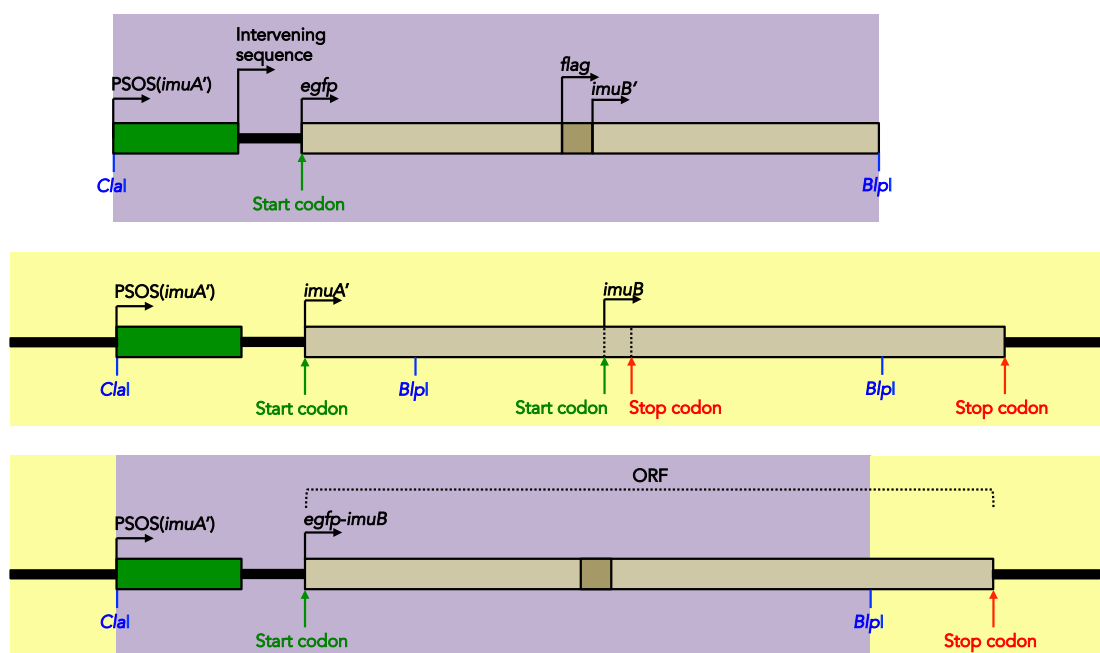 Intervening
sequence
PSOS(imuA’)
egfp
flag
imuB’
ClaI
Start codon
BlpI
PSOS(imuA’)
imuA’
imuB
ClaI
Start codon
BlpI
Start codon
Stop codon
BlpI
Stop codon
ORF
PSOS(imuA’)
egfp-imuB
ClaI
Start codon
BlpI
Stop codon